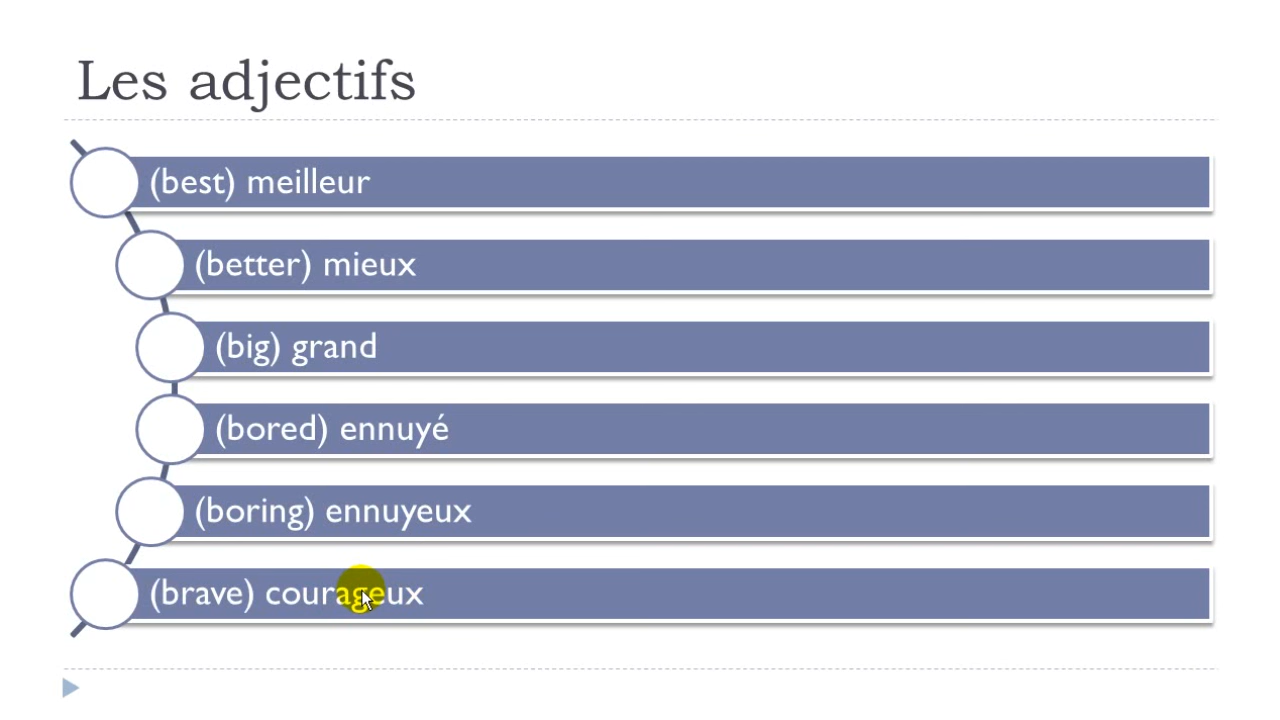 Les adjectifs
(best) meilleur
(better) mieux
(big) grand
(bored) ennuyé
(boring) ennuyeux
(brave) courageux